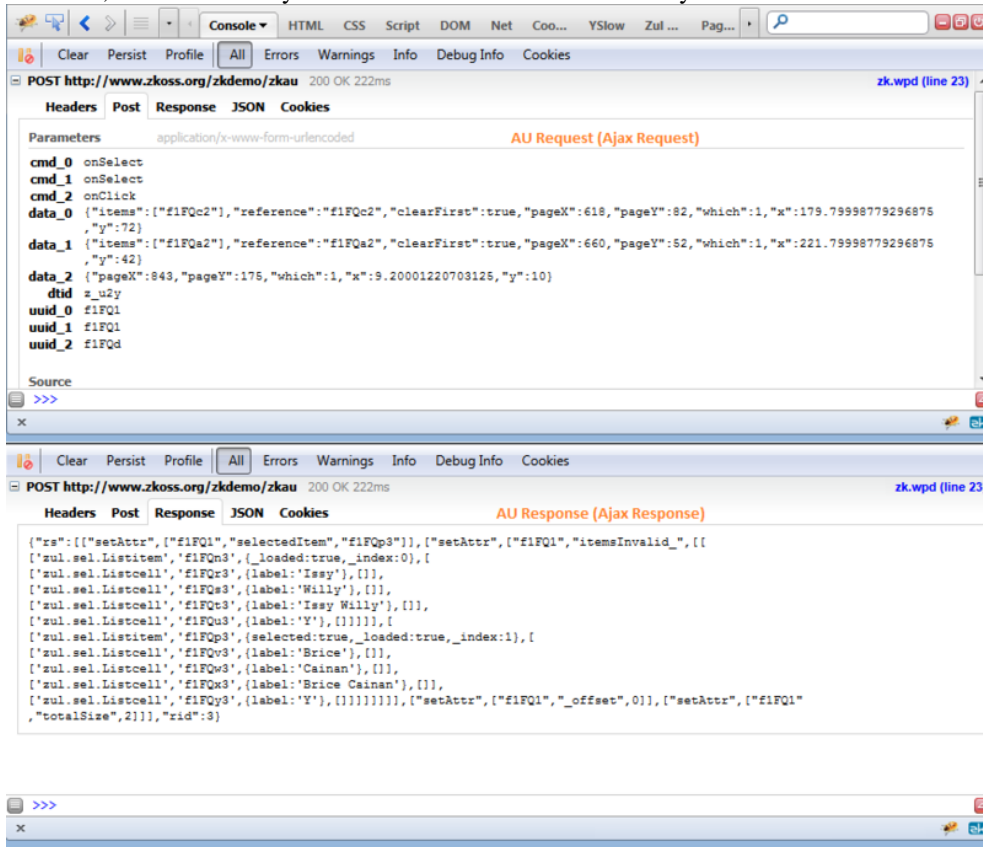 Console HTML CSS Script DOM Net Coo... YSlow Zul ... Pag...
Clear Persist Profile All Errors Warnings Info Debug Info Cookies
POST http://www.zkoss.org/zkdemo/zkau 200 OK 222ms zk.wpd (line 23)
Headers Post Response JSON Cookies
Parameters application/x-www-form-urlencoded AU Request (Ajax Request)
cmd_0 onSelect
cmd_1 onSelect
cmd_2 onClick
data_0 {"items":["f1FQc2"],"reference":"f1FQc2","clearFirst":true,"pageX":618,"pageY":82,"which":1,"x":179.79998779296875
,"y":72}
data_1 {"items":["f1FQa2"],"reference":"f1FQa2","clearFirst":true,"pageX":660,"pageY":52,"which":1,"x":221.79998779296875
,"y":42}
data_2 {"pageX":843,"pageY":175,"which":1,"x":9.20001220703125,"y":10}
dtid z_u2y
uuid_0 f1FQ1
uuid_1 f1FQ1
uuid_2 f1FQd
Source
>>>
Clear Persist Profile All Errors Warnings Info Debug Info Cookies
POST http://www.zkoss.org/zkdemo/zkau 200 OK 222ms zk.wpd (line 23
Headers Post Response JSON Cookies AU Response (Ajax Response)
{"rs":[["setAttr",["f1FQ1","selectedItem","f1FQp3"]],["setAttr",["f1FQ1","itemsInvalid_",[[
['zul.sel.Listitem','f1FQn3',{_loaded:true,_index:0},[
['zul.sel.Listcell','f1FQr3',{label:'Issy'},[]],
['zul.sel.Listcell','f1FQs3',{label:'Willy'},[]],
['zul.sel.Listcell','f1FQt3',{label:'Issy Willy'},[]],
['zul.sel.Listcell','f1FQu3',{label:'Y'},[]]]]],[
['zul.sel.Listitem','f1FQp3',{selected:true,_loaded:true,_index:1},[
['zul.sel.Listcell','f1FQv3',{label:'Brice'},[]],
['zul.sel.Listcell','f1FQw3',{label:'Cainan'},[]],
['zul.sel.Listcell','f1FQx3',{label:'Brice Cainan'},[]],
['zul.sel.Listcell','f1FQy3',{label:'Y'},[]]]]]]]],["setAttr",["f1FQ1","_offset",0]],["setAttr",["f1FQ1"
,"totalSize",2]]],"rid":3}
>>>